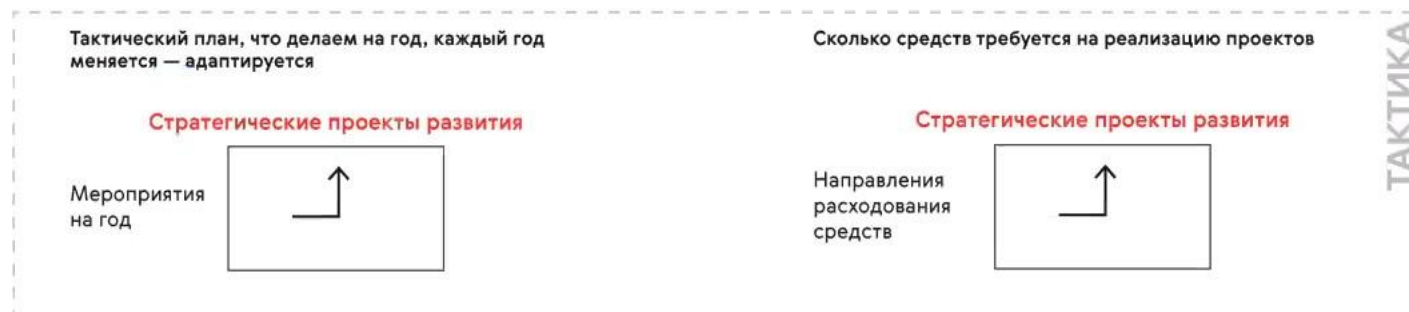 Тактический план, что делаем на год, каждый год
меняется — адаптируется
Стратегические проекты развития
Мероприятия
на год
Сколько средств требуется на реализацию проектов
Стратегические проекты развития
Направления
расходования
средств
ТАКТИКА